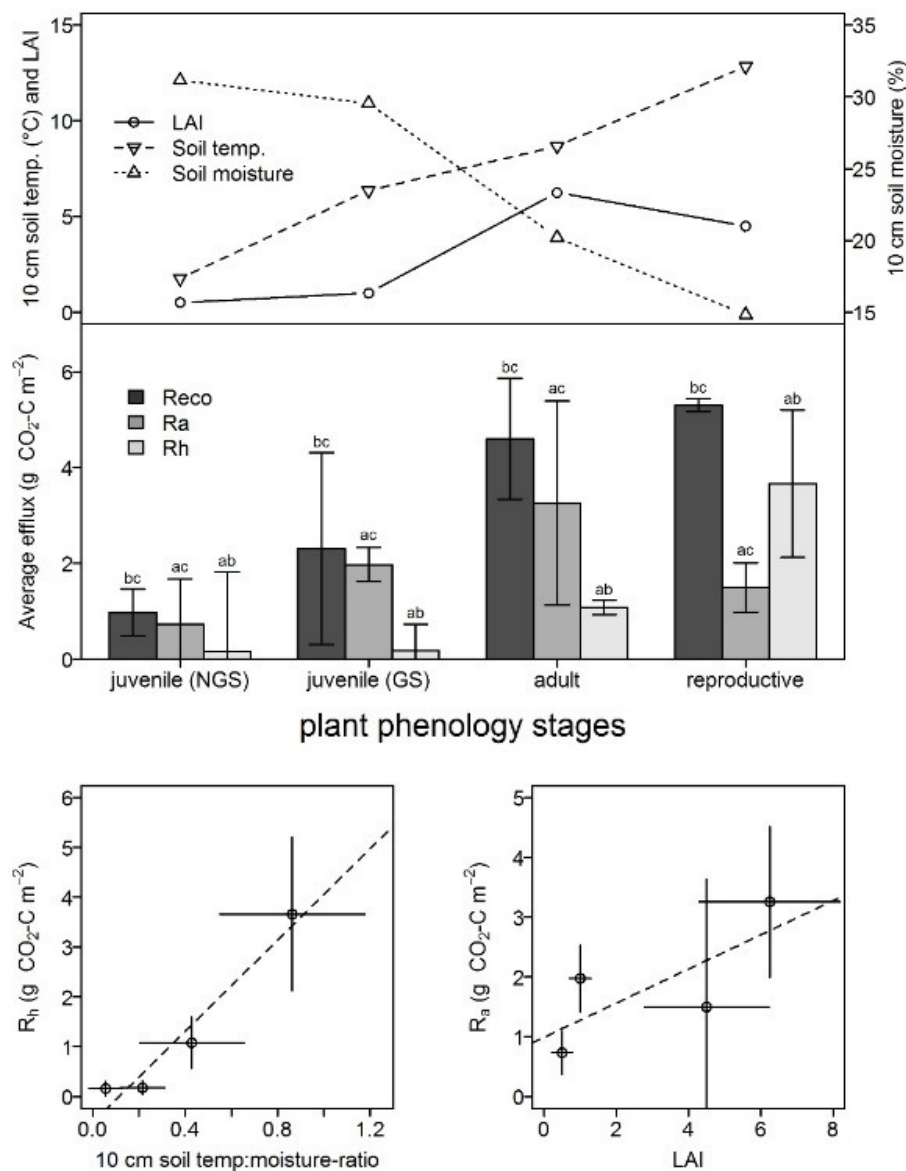 15
10
5
0
10 cm soil temp. (°C) and LAI
LAI
Soil temp.
Soil moisture
35
30
25
20
15
10 cm soil moisture (%)
6
4
2
0
Average efflux (g CO₂-C m⁻²)
Reco
Ra
Rh
bc ac ab
bc ac ab
bc ac ab
bc ac ab
juvenile (NGS) juvenile (GS) adult reproductive
plant phenology stages
6
5
4
3
2
1
0
Rₕ (g CO₂-C m⁻²)
0.0 0.4 0.8 1.2
10 cm soil temp:moisture-ratio
5
4
3
2
1
0
Rₐ (g CO₂-C m⁻²)
0 2 4 6 8
LAI